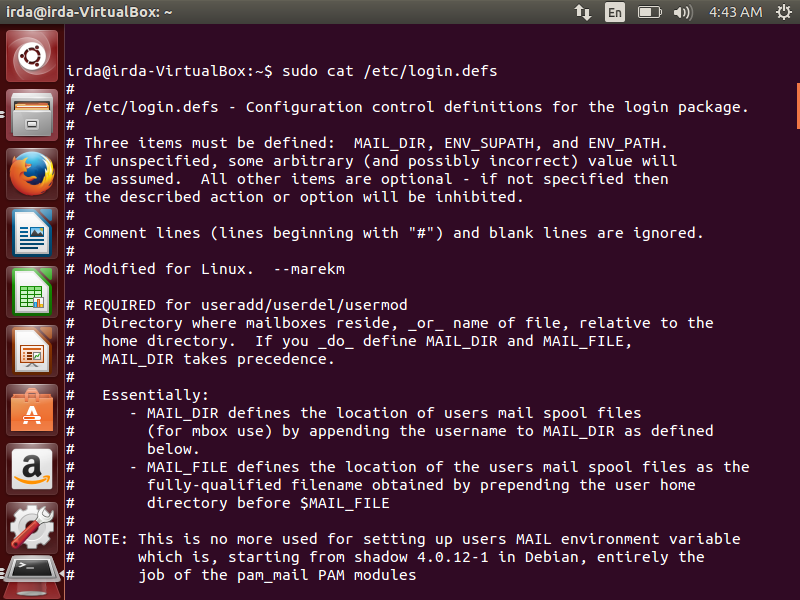 irda@irda-VirtualBox: ~
En
4:43 AM
irda@irda-VirtualBox:~$ sudo cat /etc/login.defs
#
# /etc/login.defs - Configuration control definitions for the login package.
#
# Three items must be defined:  MAIL_DIR, ENV_SUPATH, and ENV_PATH.
# If unspecified, some arbitrary (and possibly incorrect) value will
# be assumed.  All other items are optional - if not specified then
# the described action or option will be inhibited.
#
# Comment lines (lines beginning with "#") and blank lines are ignored.
#
# Modified for Linux.  --marekm

# REQUIRED for useradd/userdel/usermod
#   Directory where mailboxes reside, _or_ name of file, relative to the
#   home directory.  If you _do_ define MAIL_DIR and MAIL_FILE,
#   MAIL_DIR takes precedence.
#
#   Essentially:
#      - MAIL_DIR defines the location of users mail spool files
#        (for mbox use) by appending the username to MAIL_DIR as defined
#        below.
#      - MAIL_FILE defines the location of the users mail spool files as the
#        fully-qualified filename obtained by prepending the user home
#        directory before $MAIL_FILE
#
# NOTE: This is no more used for setting up users MAIL environment variable
#       which is, starting from shadow 4.0.12-1 in Debian, entirely the
#       job of the pam_mail PAM modules
A
a
>_